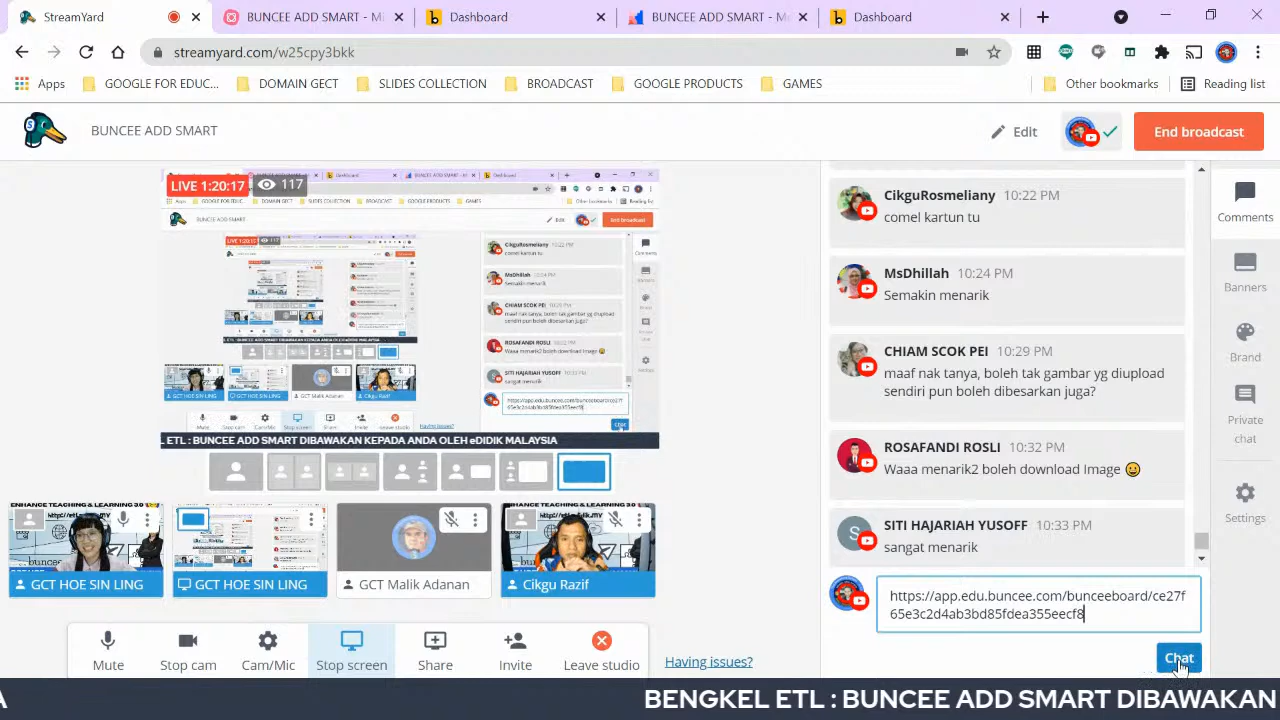 StreamYard
BUNCEE ADD SMART - Mi
Dashboard
BUNCEE ADD SMART - M
Dashboard
streamyard.com/w25cpy3bkk
Apps
GOOGLE FOR EDUC...
DOMAIN GECT
SLIDES COLLECTION
BROADCAST
GOOGLE PRODUCTS
GAMES
Other bookmarks
Reading list
BUNCEE ADD SMART
Edit
End broadcast
LIVE 1:20:17
117
L ETL : BUNCEE ADD SMART DIBAWAKAN KEPADA ANDA OLEH eDIDIK MALAYSIA
GCT HOE SIN LING
GCT HOE SIN LING
GCT Malik Adanan
Cikgu Razif
Mute
Stop cam
Cam/Mic
Stop screen
Share
Invite
Leave studio
Having issues?
CikguRosmeliany 10:22 PM
comel kartun tu
MsDhillah 10:24 PM
Semakin menarik
CHIAM SCOK PEI 10:29 PM
maaf nak tanya, boleh tak gambar yg diupload
sendiri pun boleh dibesarkan juga?
ROSAFANDI ROSLI 10:32 PM
Waaa menarik2 boleh download Image 😀
SITI HAJARIAH YUSOFF 10:33 PM
sangat menarik
https://app.edu.buncee.com/bunceeboard/ce27f
65e3c2d4ab3bd85fdea355eecf8
Chat
Comments
Banners
Brand
Private
chat
Settings
A
BENGKEL ETL : BUNCEE ADD SMART DIBAWAKAN